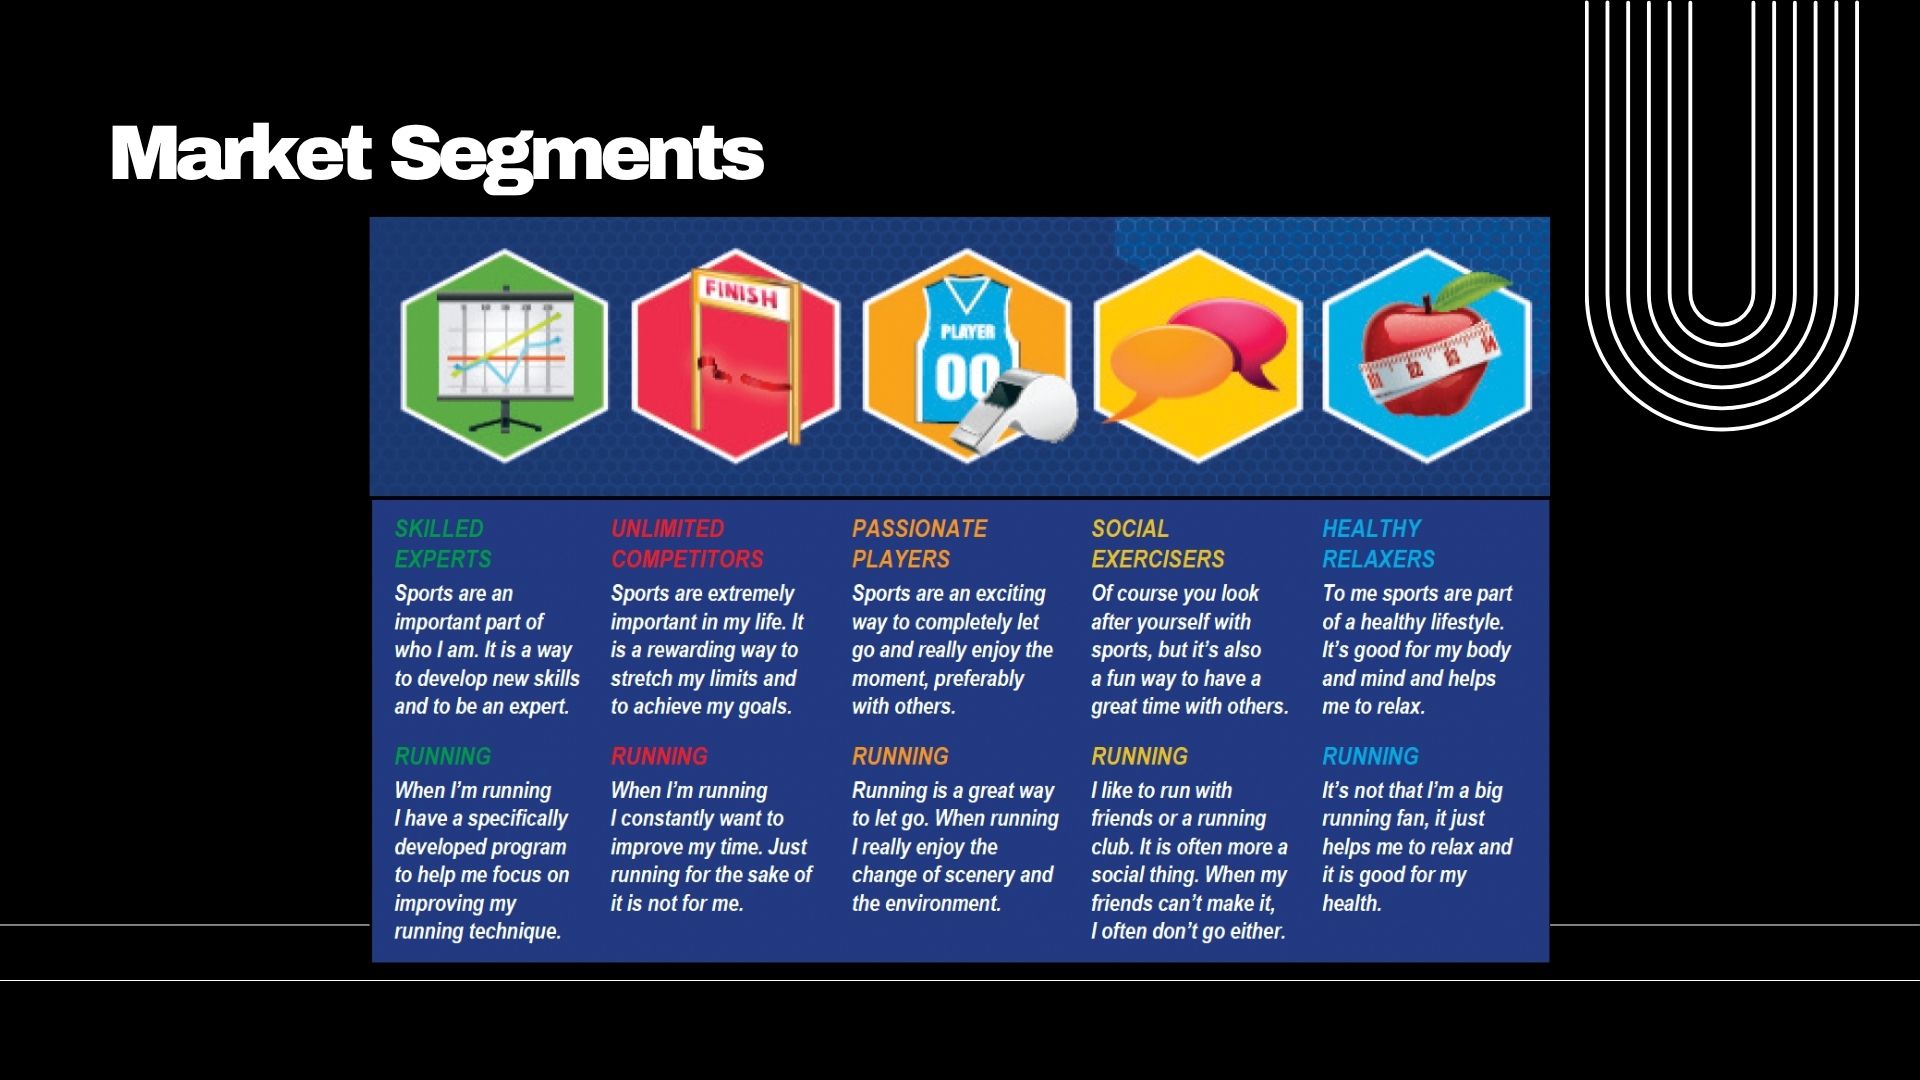 Market Segments
FINISH
PLAYER
00
11 12 13 14
SKILLED
EXPERTS
Sports are an
important part of
who I am. It is a way
to develop new skills
and to be an expert.
RUNNING
When I'm running
I have a specifically
developed program
to help me focus on
improving my
running technique.
UNLIMITED
COMPETITORS
Sports are extremely
important in my life. It
is a rewarding way to
stretch my limits and
to achieve my goals.
RUNNING
When I'm running
I constantly want to
improve my time. Just
running for the sake of
it is not for me.
PASSIONATE
PLAYERS
Sports are an exciting
way to completely let
go and really enjoy the
moment, preferably
with others.
RUNNING
Running is a great way
to let go. When running
I really enjoy the
change of scenery and
the environment.
SOCIAL
EXERCISERS
Of course you look
after yourself with
sports, but it's also
a fun way to have a
great time with others.
RUNNING
I like to run with
friends or a running
club. It is often more a
social thing. When my
friends can't make it,
I often don't go either.
HEALTHY
RELAXERS
To me sports are part
of a healthy lifestyle.
It's good for my body
and mind and helps
me to relax.
RUNNING
It's not that I'm a big
running fan, it just
helps me to relax and
it is good for my
health.